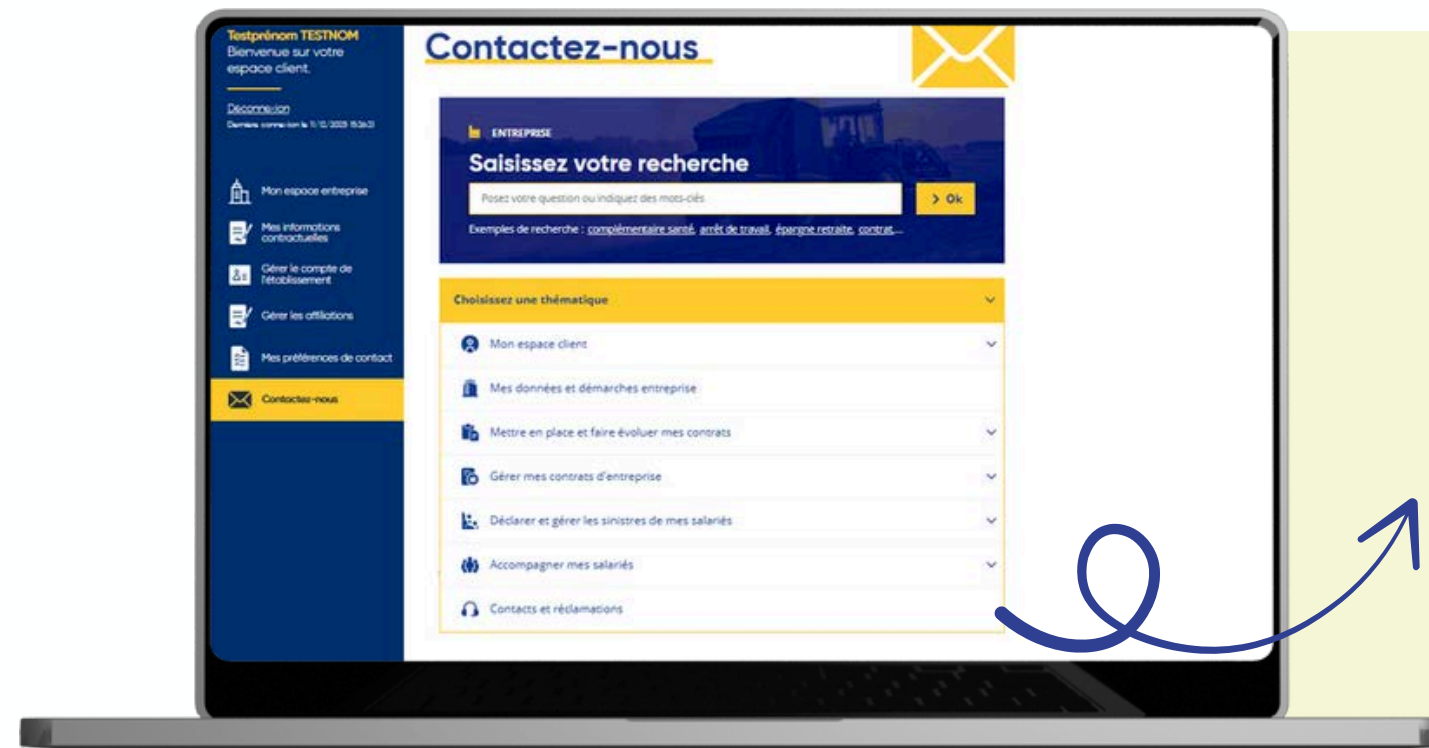 Testprénom TESTNOM
Bienvenue sur votre
espace client.
Déconnexion
Dernière connexion le
Mon espace entreprise
Mes informations
contractuelles
Gérer le compte de
l'établissement
Gérer les affiliations
Mes préférences de contact
Contactez-nous
Contactez-nous
ENTREPRISE
Saisissez votre recherche
Posez votre question ou indiquez des mots-clés
> Ok
Exemples de recherche : complémentaire santé, arrêt de travail, épargne retraite, contrat,...
Choisissez une thématique
Mon espace client
Mes données et démarches entreprise
Mettre en place et faire évoluer mes contrats
Gérer mes contrats d'entreprise
Déclarer et gérer les sinistres de mes salariés
Accompagner mes salariés
Contacts et réclamations